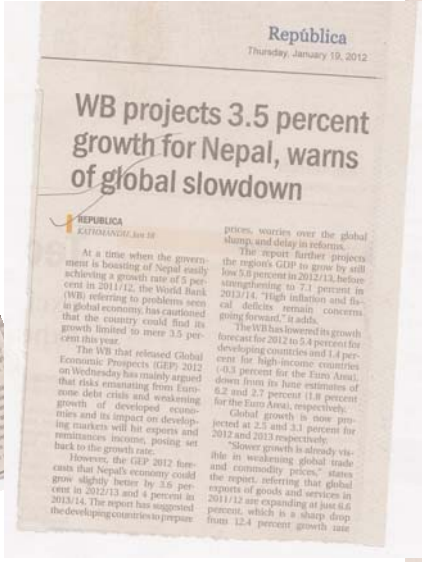 República
Thursday, January 19, 2012
WB projects 3.5 percent
growth for Nepal, warns
of global slowdown
REPUBLICA
KATHMANDU, Jan 18
At a time when the govern-
ment is boasting of Nepal easily
achieving a growth rate of 5 per-
cent in 2011/12, the World Bank
(WB) referring to problems seen
in global economy, has cautioned
that the country could find its
growth limited to mere 3.5 per-
cent this year.
The WB that released Global
Economic Prospects (GEP) 2012
on Wednesday has mainly argued
that risks emanating from Euro-
zone debt crisis and weakening
growth of developed econo-
mies and its impact on develop-
ing markets will hit exports and
remittances income, posing set
back to the growth rate.
However, the GEP 2012 fore-
casts that Nepal's economy could
grow slightly better by 3.6 per-
cent in 2012/13 and 4 percent in
2013/14. The report has suggested
the developing countries to prepare
prices, worries over the global
slump, and delay in reforms.
The report further projects
the region's GDP to grow by still
low 5.8 percent in 2012/13, before
strengthening to 7.1 percent in
2013/14. "High inflation and fis-
cal deficits remain concerns
going forward," it adds.
The WB has lowered its growth
forecast for 2012 to 5.4 percent for
developing countries and 1.4 per-
cent for high-income countries
(-0.3 percent for the Euro Area),
down from its June estimates of
6.2 and 2.7 percent (1.8 percent
for the Euro Area), respectively.
Global growth is now pro-
jected at 2.5 and 3.1 percent for
2012 and 2013 respectively.
"Slower growth is already vis-
ible in weakening global trade
and commodity prices," states
the report, referring that global
exports of goods and services in
2011/12 are expanding at just 6.6
percent, which is a sharp drop
from 12.4 percent growth rate